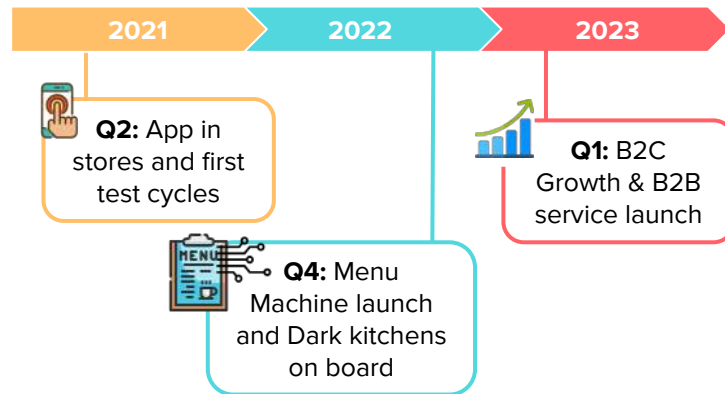 2021
2022
2023
Q2: App in
stores and first
test cycles
MENU
Q4: Menu
Machine launch
and Dark kitchens
on board
Q1: B2C
Growth & B2B
service launch